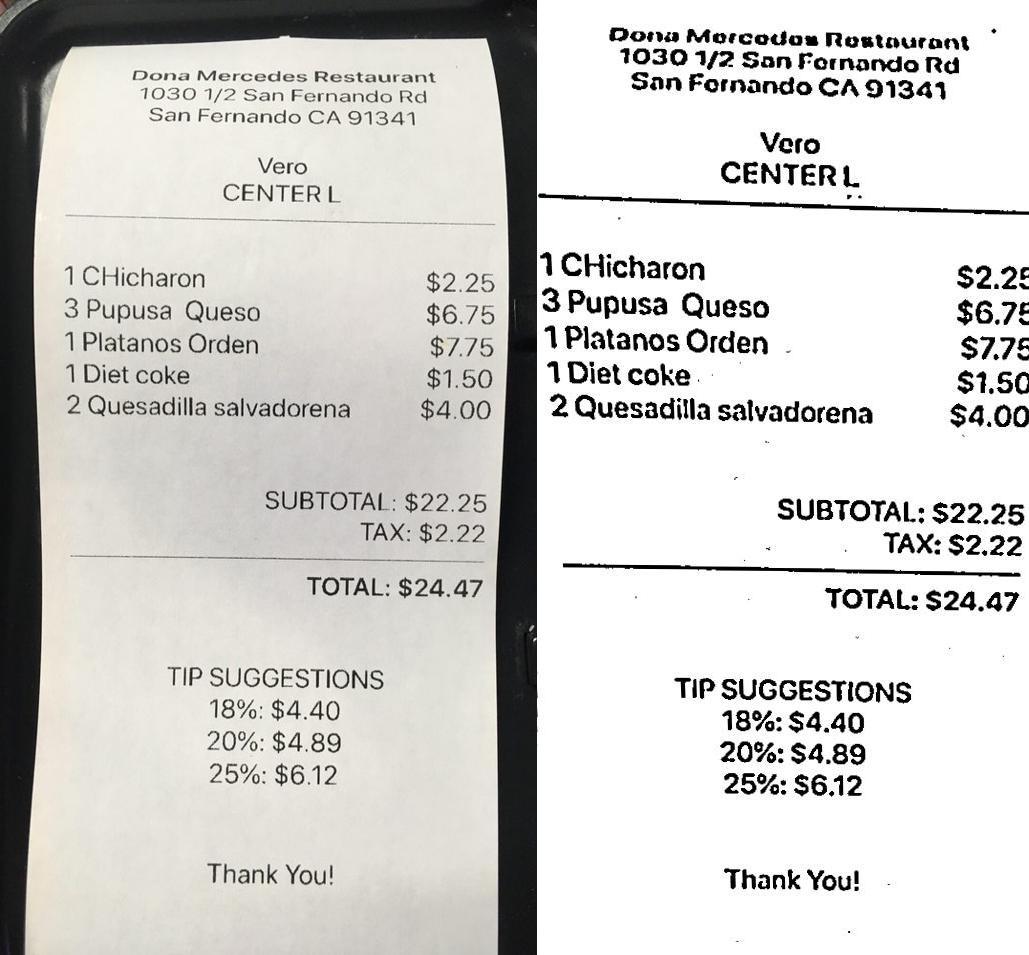 Dona Mercedes Restaurant
1030 1/2 San Fernando Rd
San Fernando CA 91341
Vero
CENTER L
1 CHicharon $2.25
3 Pupusa Queso $6.75
1 Platanos Orden $7.75
1 Diet coke $1.50
2 Quesadilla salvadorena $4.00
SUBTOTAL: $22.25
TAX: $2.22
TOTAL: $24.47
TIP SUGGESTIONS
18%: $4.40
20%: $4.89
25%: $6.12
Thank You!
Dona Mercedes Restaurant
1030 1/2 San Fernando Rd
San Fernando CA 91341
Vero
CENTER L
1 CHicharon $2.25
3 Pupusa Queso $6.75
1 Platanos Orden $7.75
1 Diet coke $1.50
2 Quesadilla salvadorena $4.00
SUBTOTAL: $22.25
TAX: $2.22
TOTAL: $24.47
TIP SUGGESTIONS
18%: $4.40
20%: $4.89
25%: $6.12
Thank You!